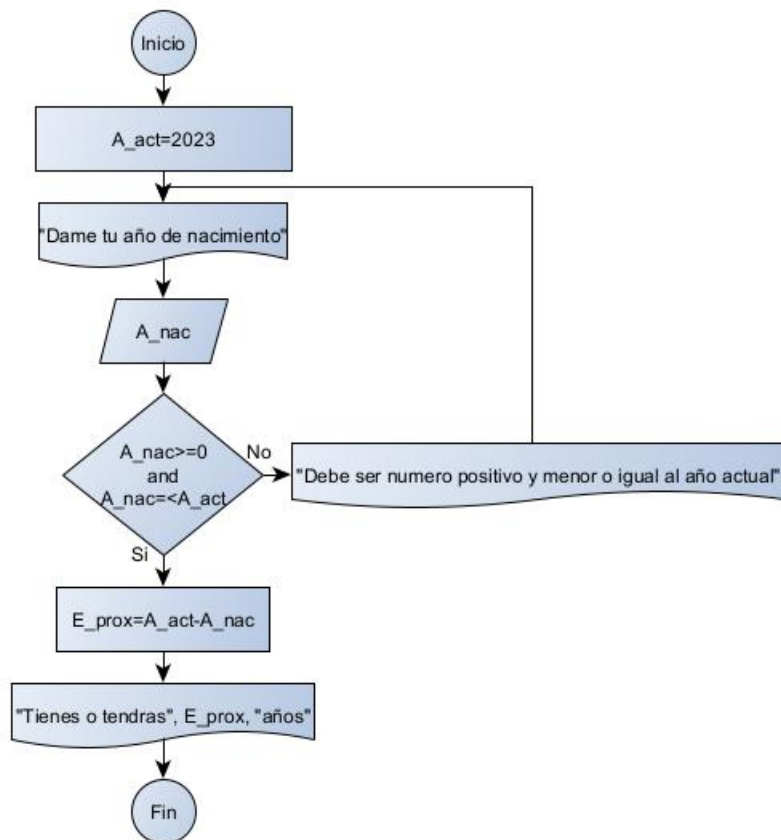 Inicio
A_act=2023
"Dame tu año de nacimiento"
A_nac
A_nac>=0
and
A_nac=<A_act
No
"Debe ser numero positivo y menor o igual al año actual"
Si
E_prox=A_act-A_nac
"Tienes o tendras", E_prox, "años"
Fin